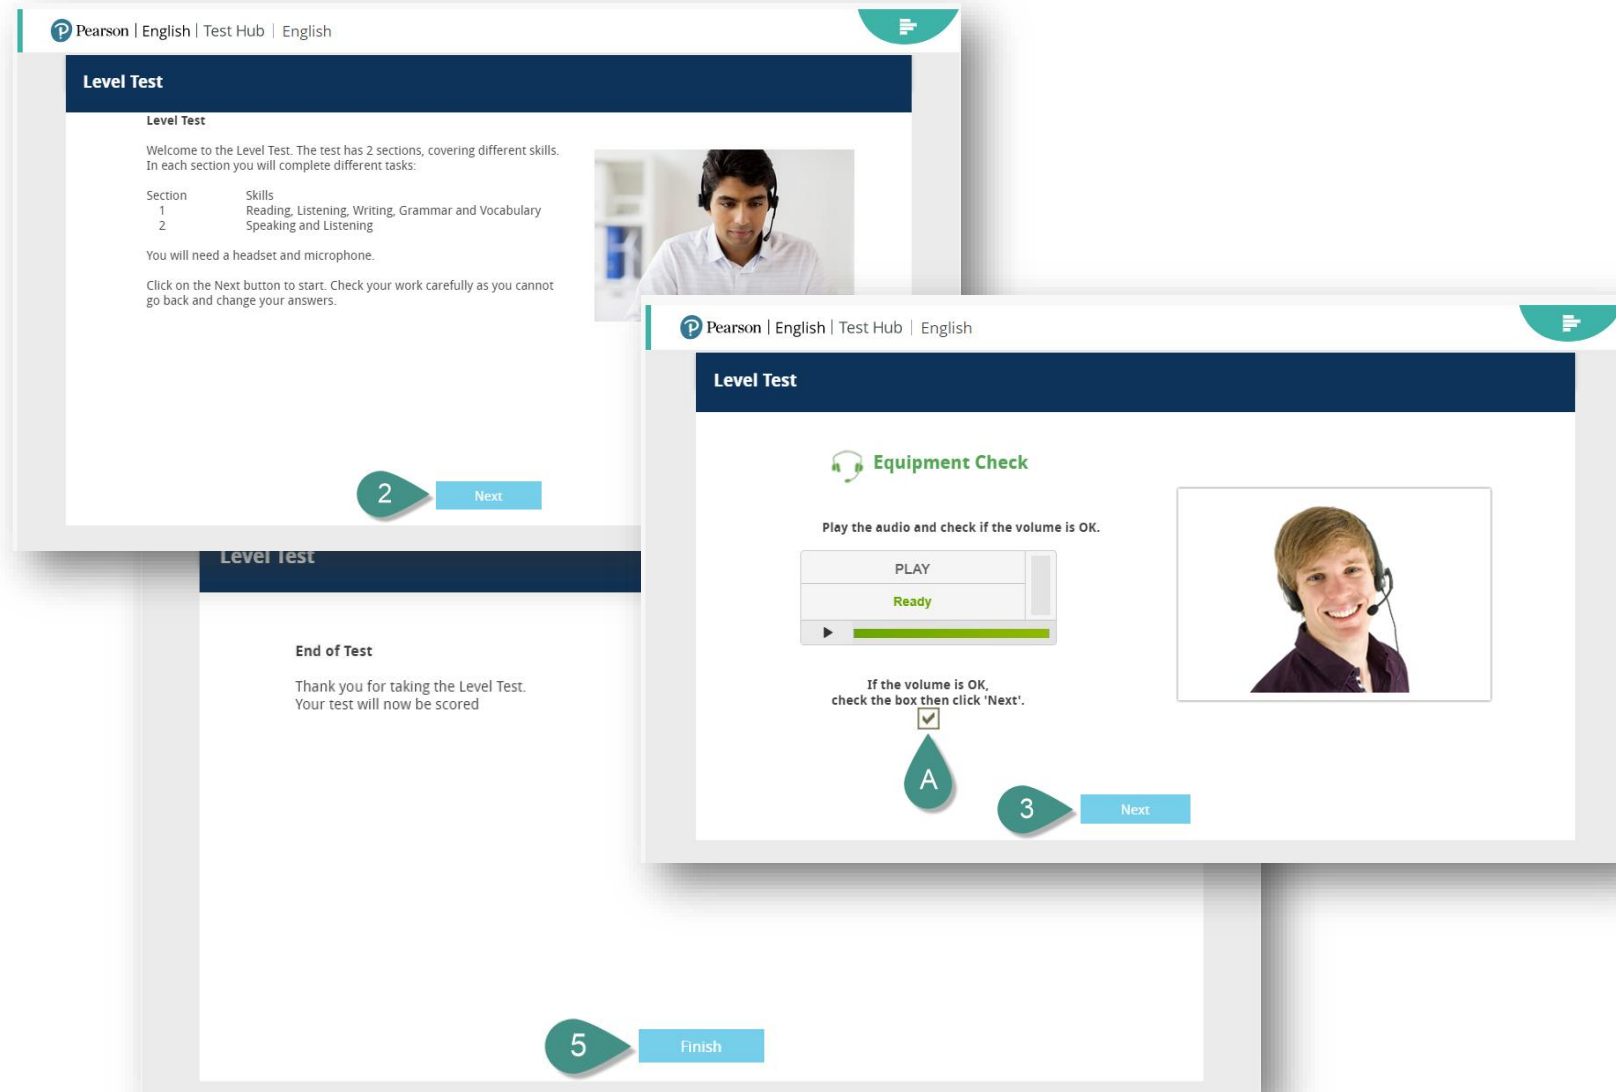 Pearson | English | Test Hub | English
Level Test
Level Test
Welcome to the Level Test. The test has 2 sections, covering different skills.
In each section you will complete different tasks:
Section Skills
1 Reading, Listening, Writing, Grammar and Vocabulary
2 Speaking and Listening
You will need a headset and microphone.
Click on the Next button to start. Check your work carefully as you cannot
go back and change your answers.
2 Next
Pearson | English | Test Hub | English
Level Test
Equipment Check
Play the audio and check if the volume is OK.
PLAY
Ready
If the volume is OK,
check the box then click 'Next'.
A
3 Next
Level Test
End of Test
Thank you for taking the Level Test.
Your test will now be scored
5 Finish